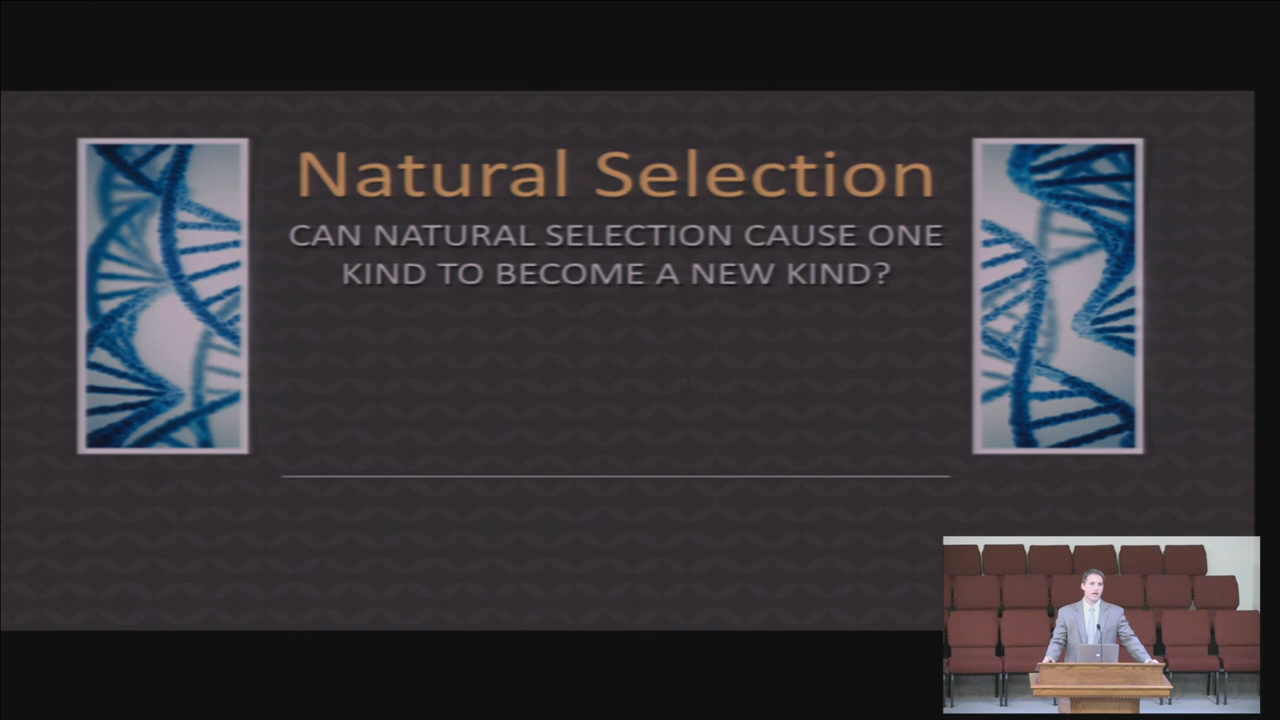 Natural Selection
CAN NATURAL SELECTION CAUSE ONE
KIND TO BECOME A NEW KIND?